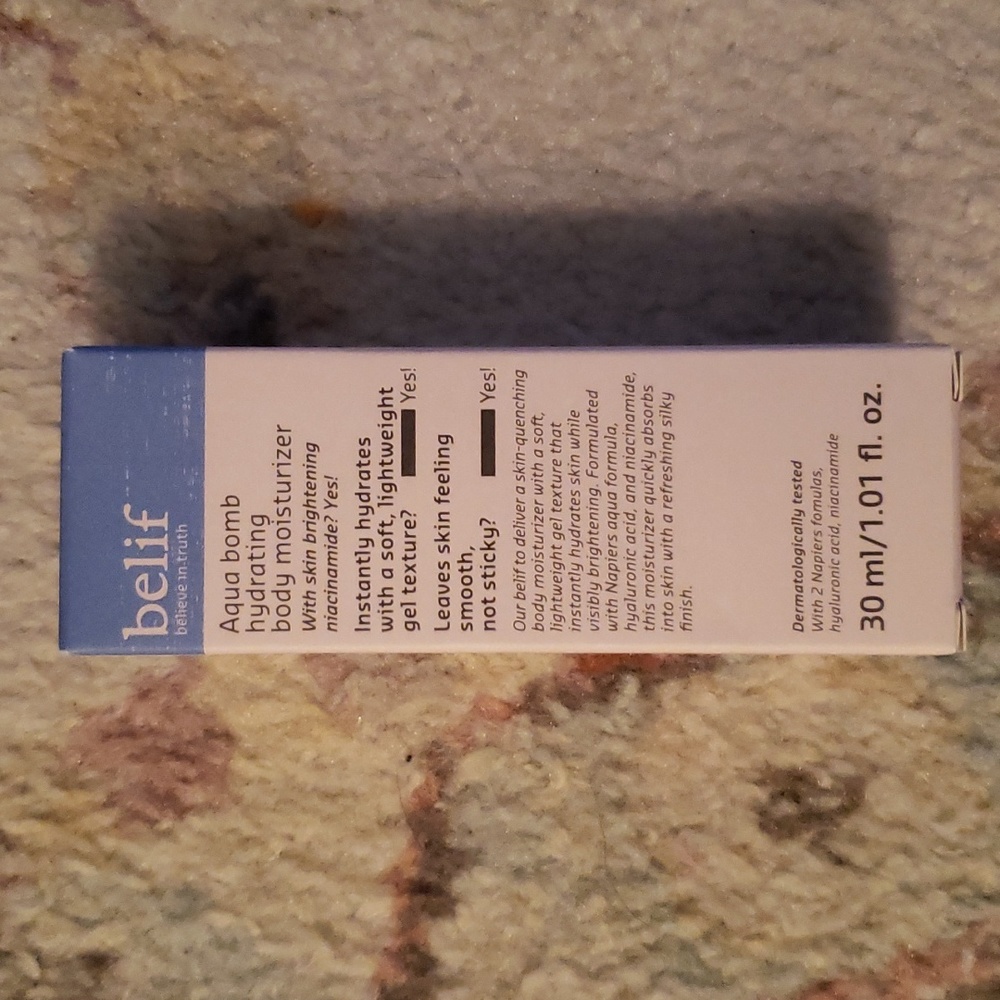 belif
believe in truth
Aqua bomb
hydrating
body moisturizer
With skin brightening
niacinamide? Yes!
Instantly hydrates
with a soft, lightweight
gel texture? Yes!
Leaves skin feeling
smooth,
not sticky? Yes!
Our belif to deliver a skin-quenching
body moisturizer with a soft,
lightweight gel texture that
instantly hydrates skin while
visibly brightening. Formulated
with Napiers aqua formula,
hyaluronic acid, and niacinamide,
this moisturizer quickly absorbs
into skin with a refreshing silky
finish.
Dermatologically tested
With 2 Napiers formulas,
hyaluronic acid, niacinamide
30 ml/1.01 fl. oz.